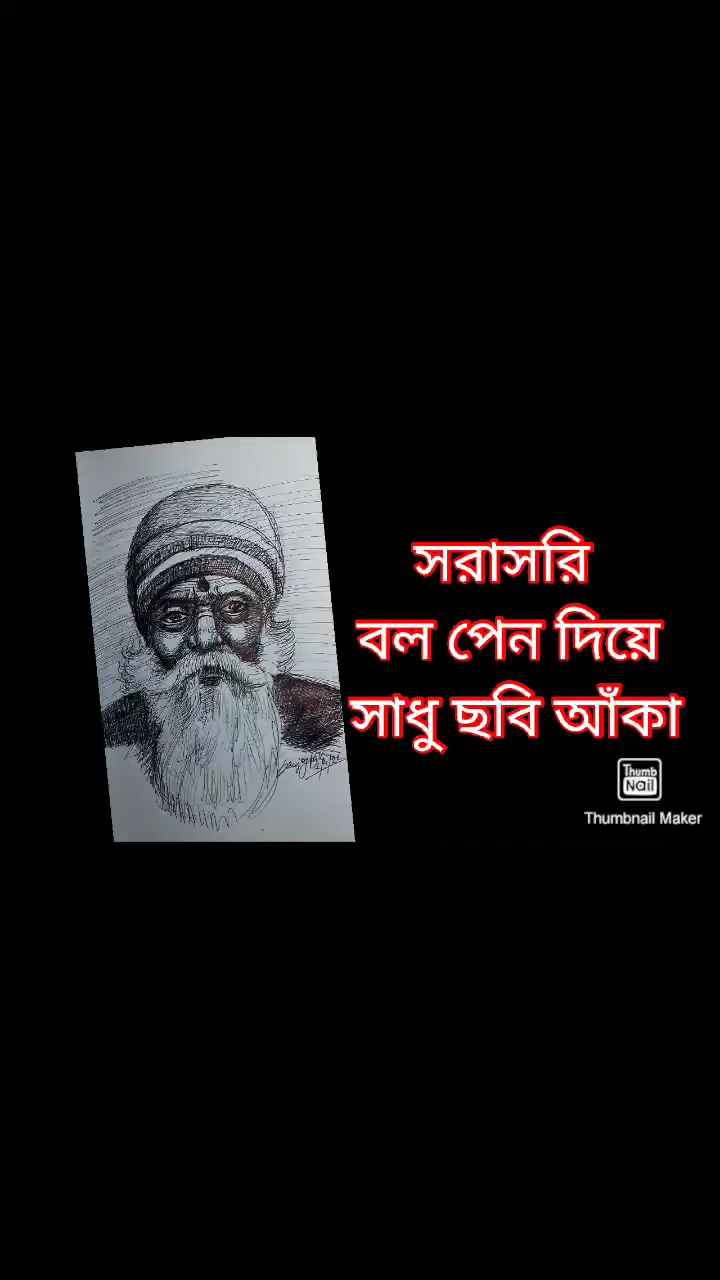 সরাসরি
বল পেন দিয়ে
সাধু ছবি আঁকা
Thumb
Nail
Thumbnail Maker